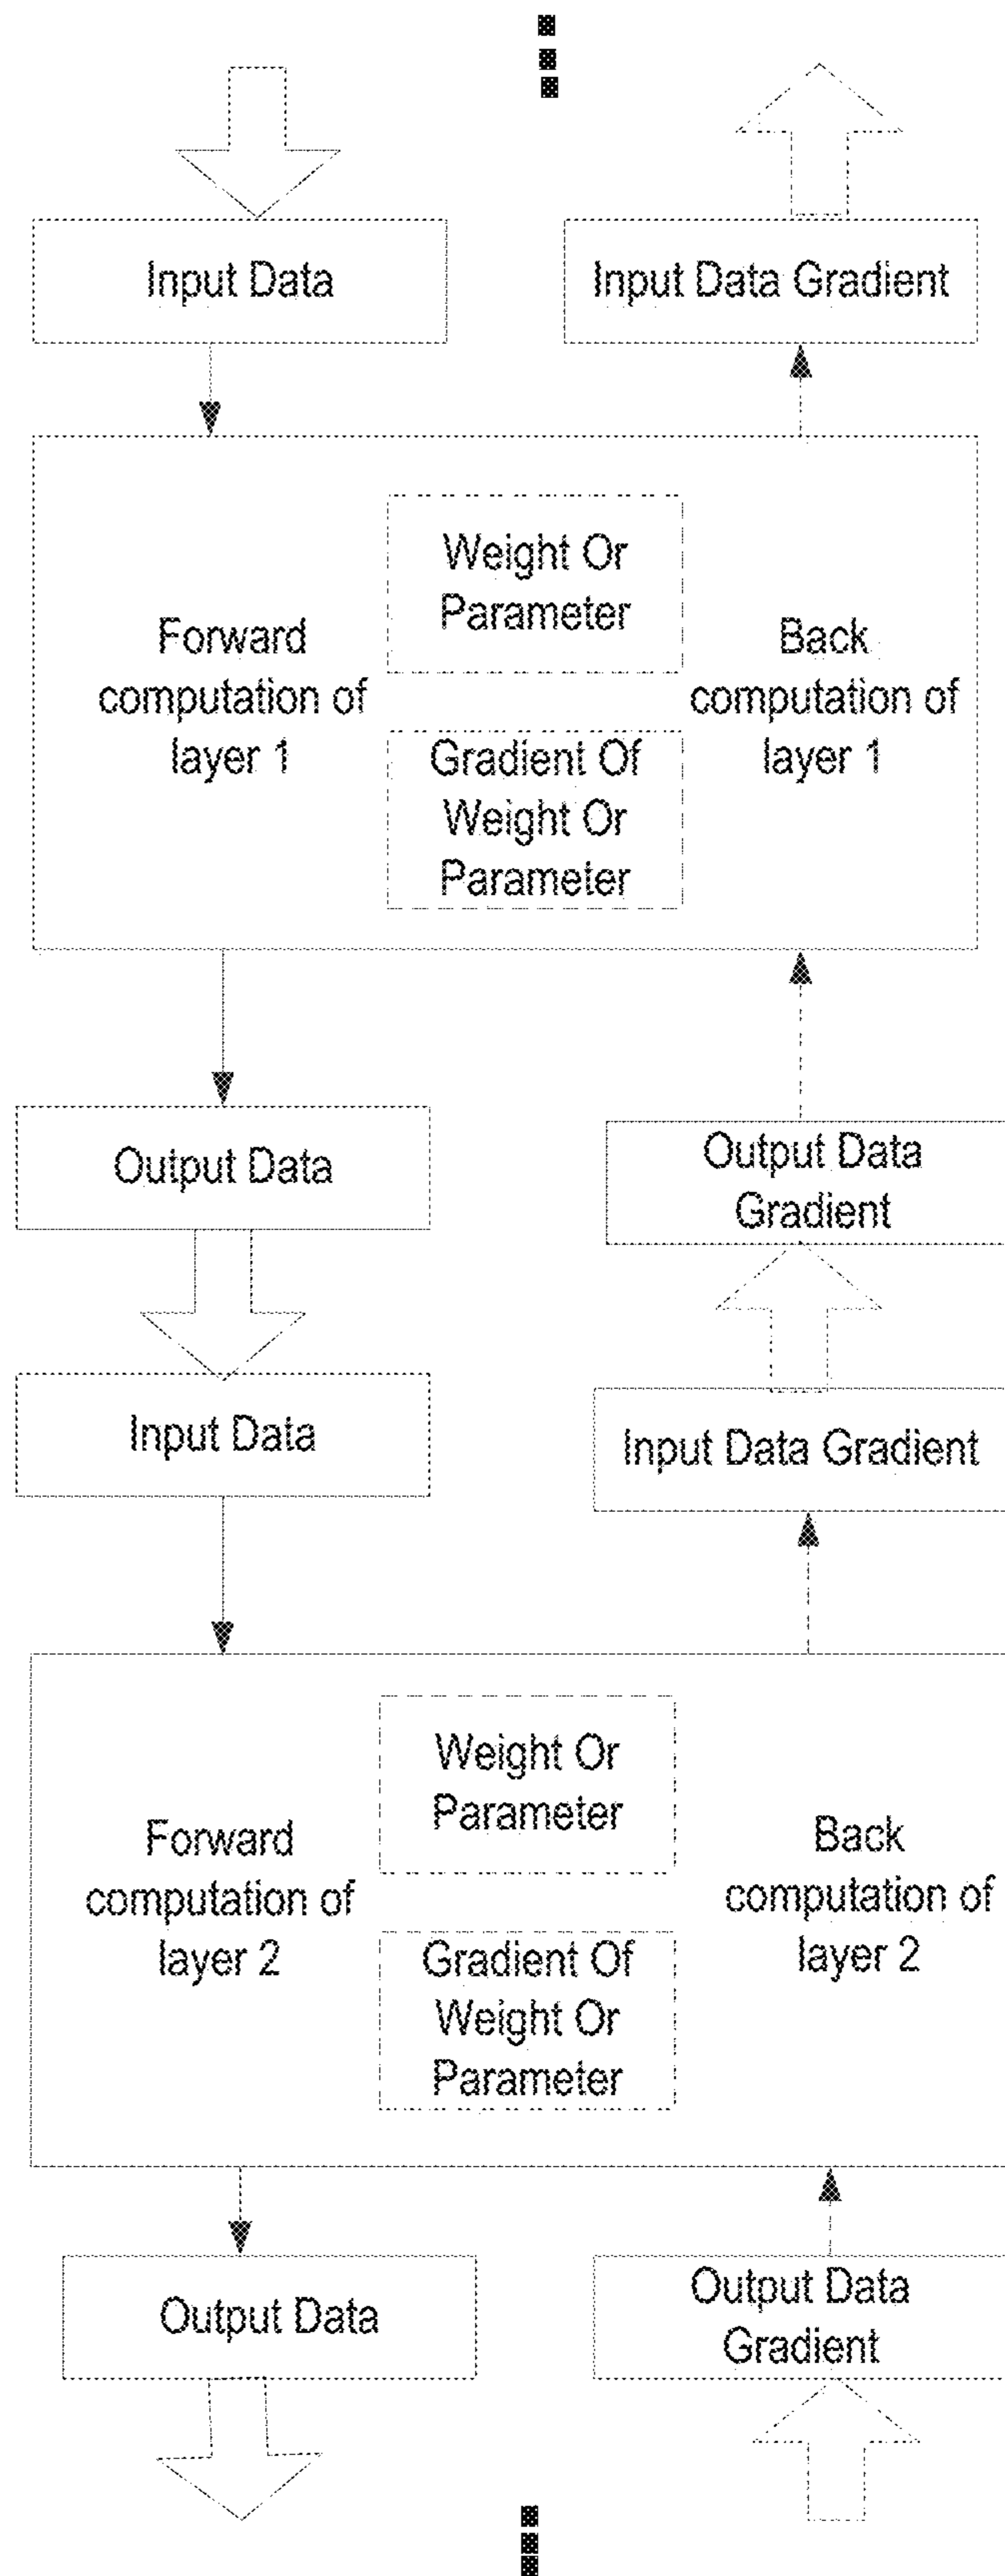 Input Data
Input Data Gradient
Forward
computation of
layer 1
Weight Or
Parameter
Gradient Of
Weight Or
Parameter
Back
computation of
layer 1
Output Data
Output Data
Gradient
Input Data
Input Data Gradient
Forward
computation of
layer 2
Weight Or
Parameter
Gradient Of
Weight Or
Parameter
Back
computation of
layer 2
Output Data
Output Data
Gradient